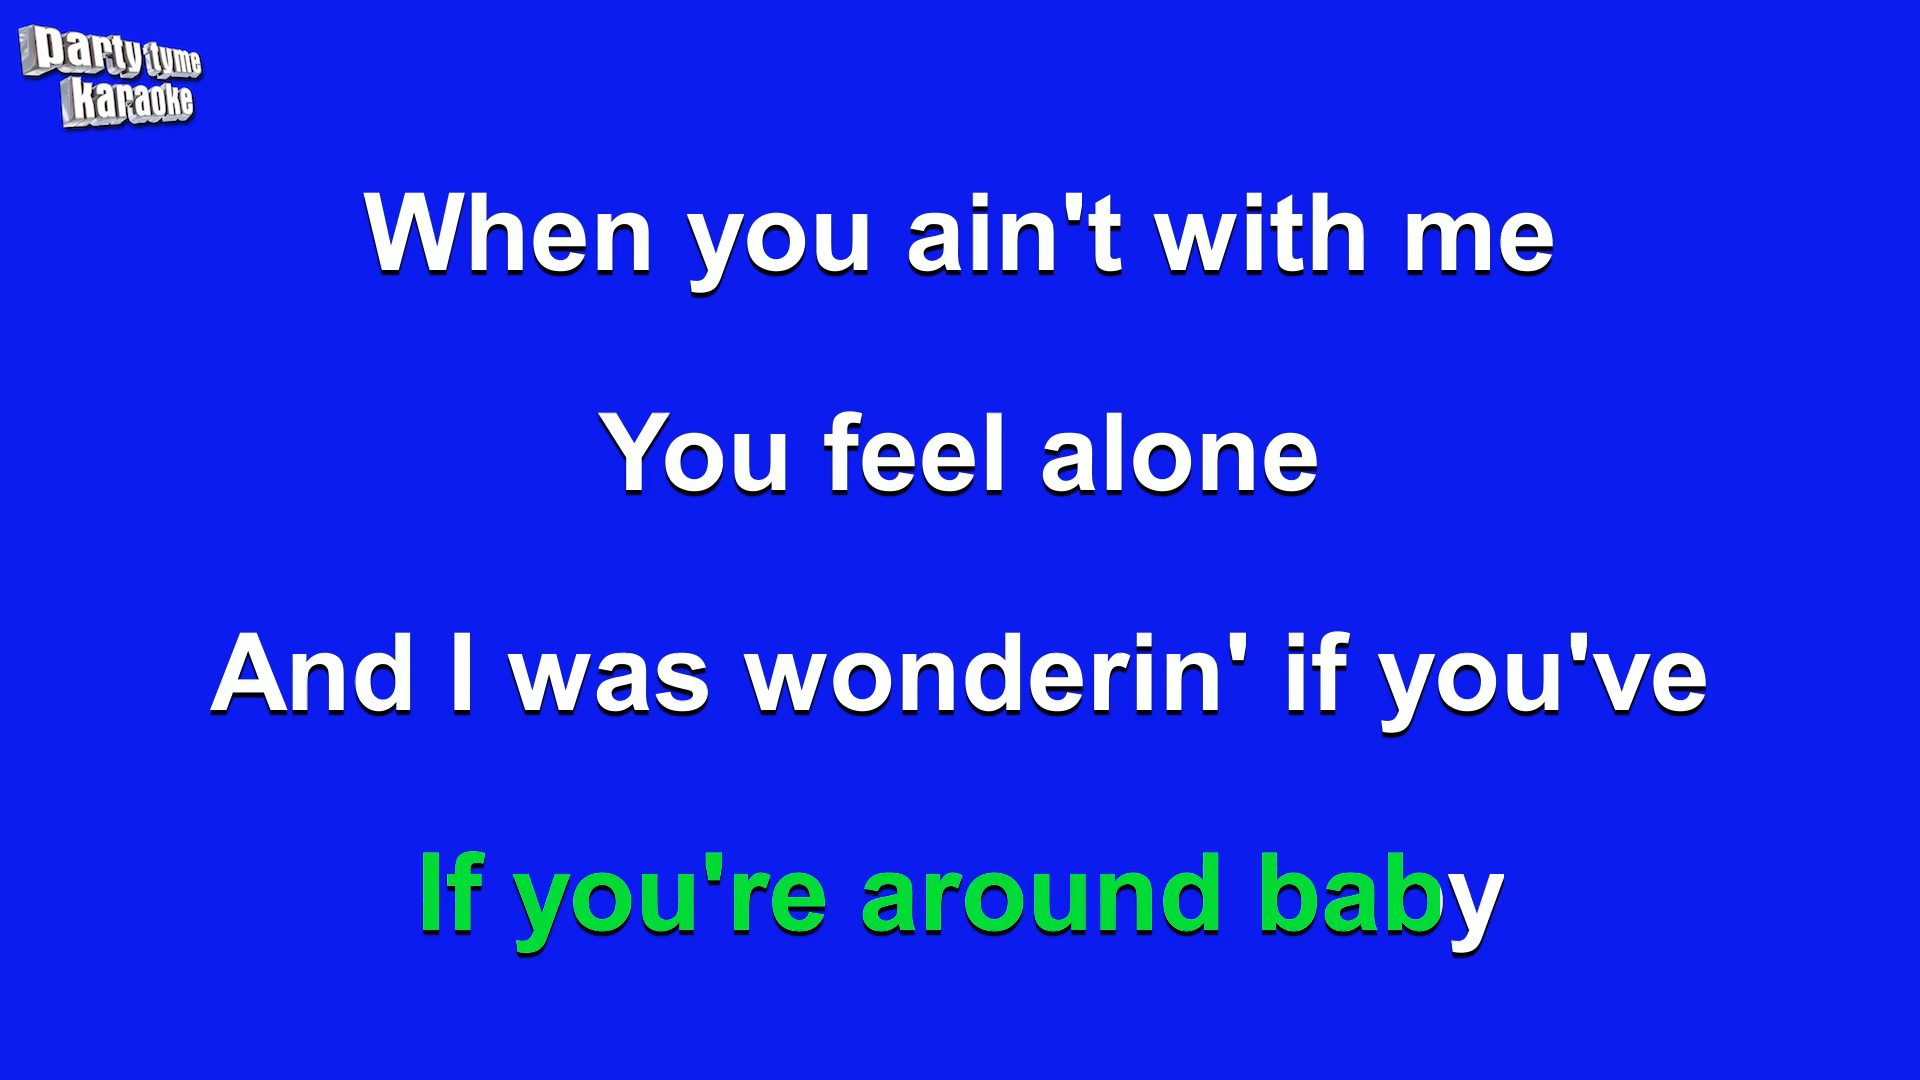 party tyme
karaoke
When you ain't with me
You feel alone
And I was wonderin' if you've
If you're around baby